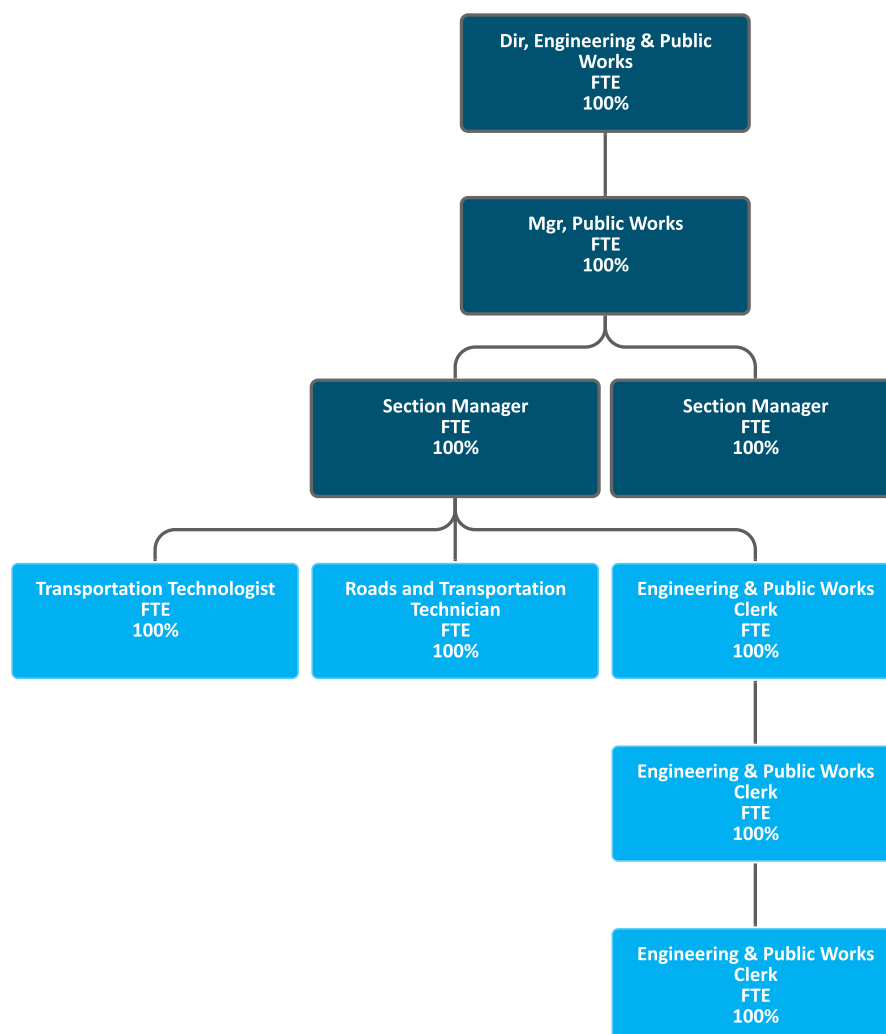 Dir, Engineering & Public
Works
FTE
100%
Mgr, Public Works
FTE
100%
Section Manager
FTE
100%
Section Manager
FTE
100%
Transportation Technologist
FTE
100%
Roads and Transportation
Technician
FTE
100%
Engineering & Public Works
Clerk
FTE
100%
Engineering & Public Works
Clerk
FTE
100%
Engineering & Public Works
Clerk
FTE
100%